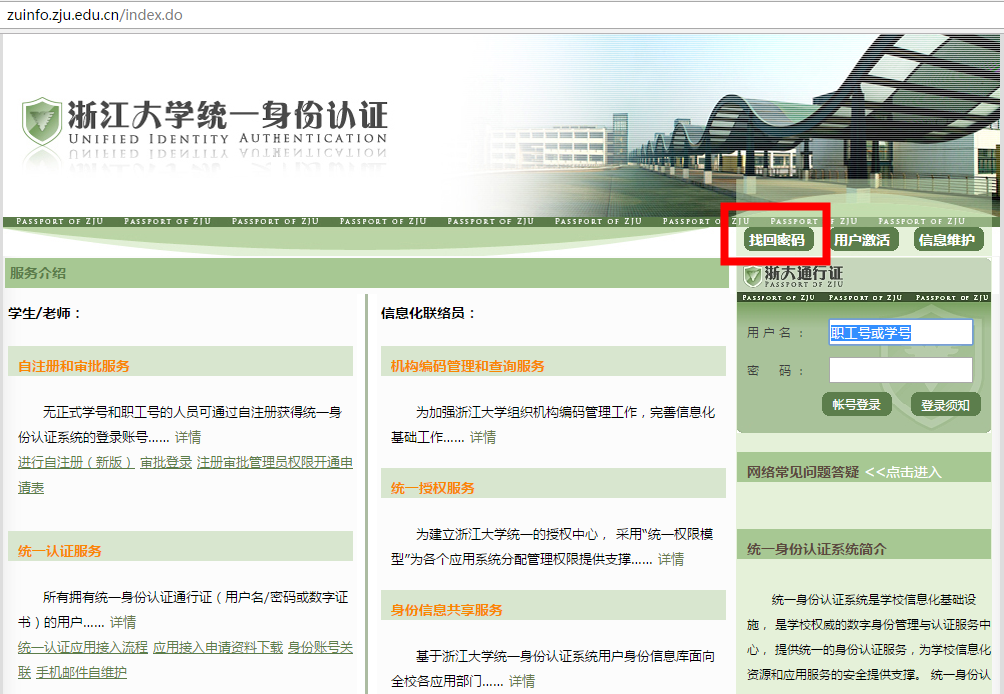 zuinfo.zju.edu.cn/index.do
浙江大学统一身份认证
UNIFIED IDENTITY AUTHENTICATION
PASSPORT OF ZJU PASSPORT OF ZJU PASSPORT OF ZJU PASSPORT OF ZJU PASSPORT OF ZJU PASSPORT OF ZJU PASSPORT OF ZJU PASSPORT OF ZJU PASSPORT OF ZJU
找回密码 用户激活 信息维护
服务介绍
学生/老师：
自注册和审批服务
无正式学号和职工号的人员可通过自注册获得统一身
份认证系统的登录账号...... 详情
进行自注册（新版） 审批登录 注册审批管理员权限开通申
请表
统一认证服务
所有拥有统一身份认证通行证（用户名/密码或数字证
书）的用户...... 详情
统一认证应用接入流程 应用接入申请资料下载 身份账号关
联 手机邮件自维护
信息化联络员：
机构编码管理和查询服务
为加强浙江大学组织机构编码管理工作，完善信息化
基础工作...... 详情
统一授权服务
为建立浙江大学统一的授权中心， 采用“统一权限模
型”为各个应用系统分配管理权限提供支撑...... 详情
身份信息共享服务
基于浙江大学统一身份认证系统用户身份信息库面向
全校各应用部门...... 详情
浙大通行证
PASSPORT OF ZJU
PASSPORT OF ZJU PASSPORT OF ZJU PASSPORT OF ZJU
用户名： 职工号或学号
密 码：
帐号登录 登录须知
网络常见问题答疑 <<点击进入
统一身份认证系统简介
统一身份认证系统是学校信息化基础设
施， 是学校权威的数字身份管理与认证服务中
心， 提供统一的身份认证服务，为学校信息化
资源和应用服务的安全提供支撑。 统一身份认